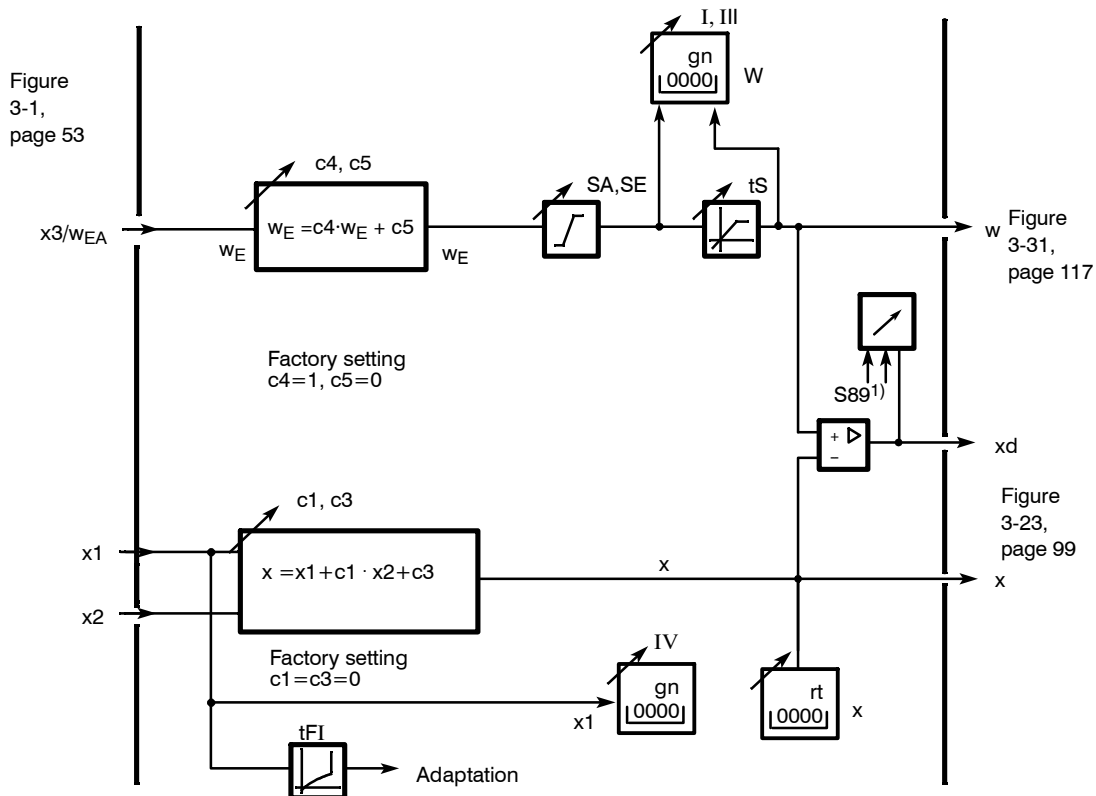 I, III
gn
0000
W
Figure
3-1,
page 53
c4, c5
x3/wEA
wE =c4·wE + c5
wE
wE
SA,SE
tS
w
Figure
3-31,
page 117
Factory setting
c4=1, c5=0
S89¹⁾
+
−
xd
c1, c3
Figure
3-23,
page 99
x1
x =x1+c1 · x2+c3
x
x
x2
Factory setting
c1=c3=0
IV
gn
0000
x1
rt
0000
x
tFI
Adaptation